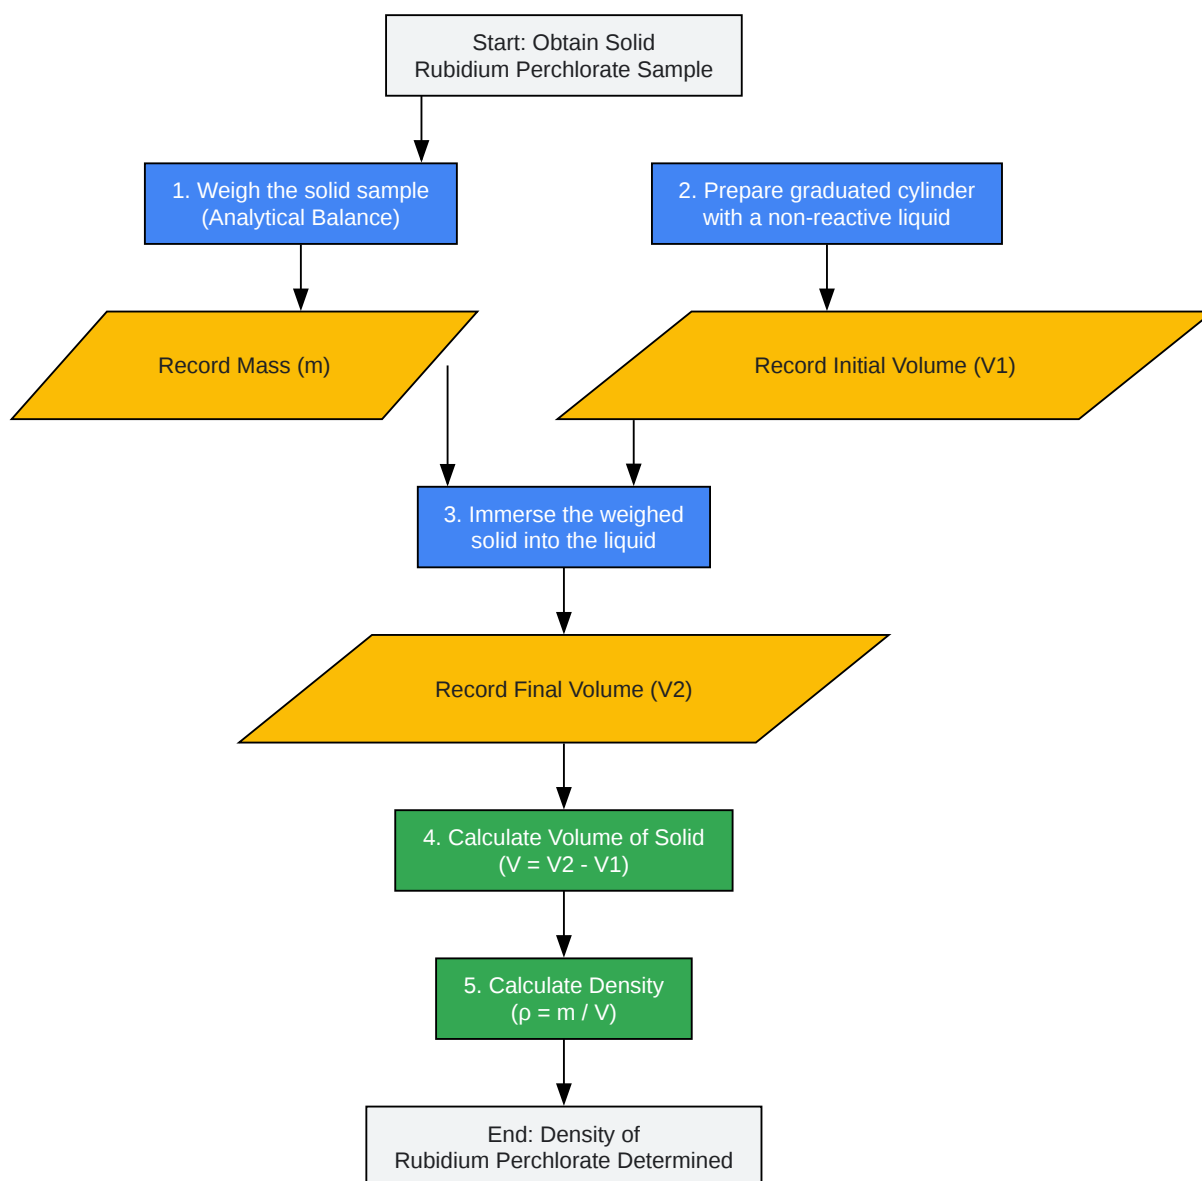 Start: Obtain Solid
Rubidium Perchlorate Sample
1. Weigh the solid sample
(Analytical Balance)
2. Prepare graduated cylinder
with a non-reactive liquid
Record Mass (m)
Record Initial Volume (V1)
3. Immerse the weighed
solid into the liquid
Record Final Volume (V2)
4. Calculate Volume of Solid
(V = V2 - V1)
5. Calculate Density
(ρ = m / V)
End: Density of
Rubidium Perchlorate Determined